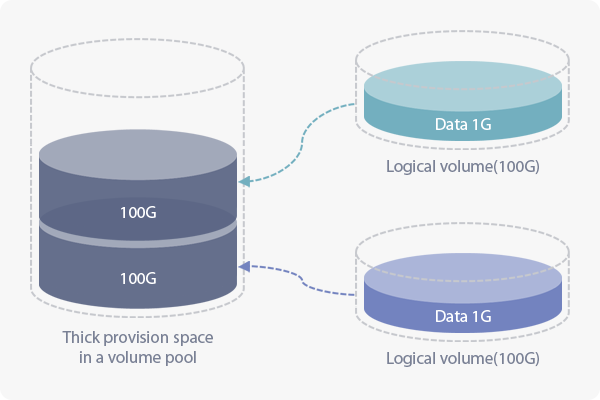 100G
100G
Thick provision space
in a volume pool
Data 1G
Logical volume(100G)
Data 1G
Logical volume(100G)